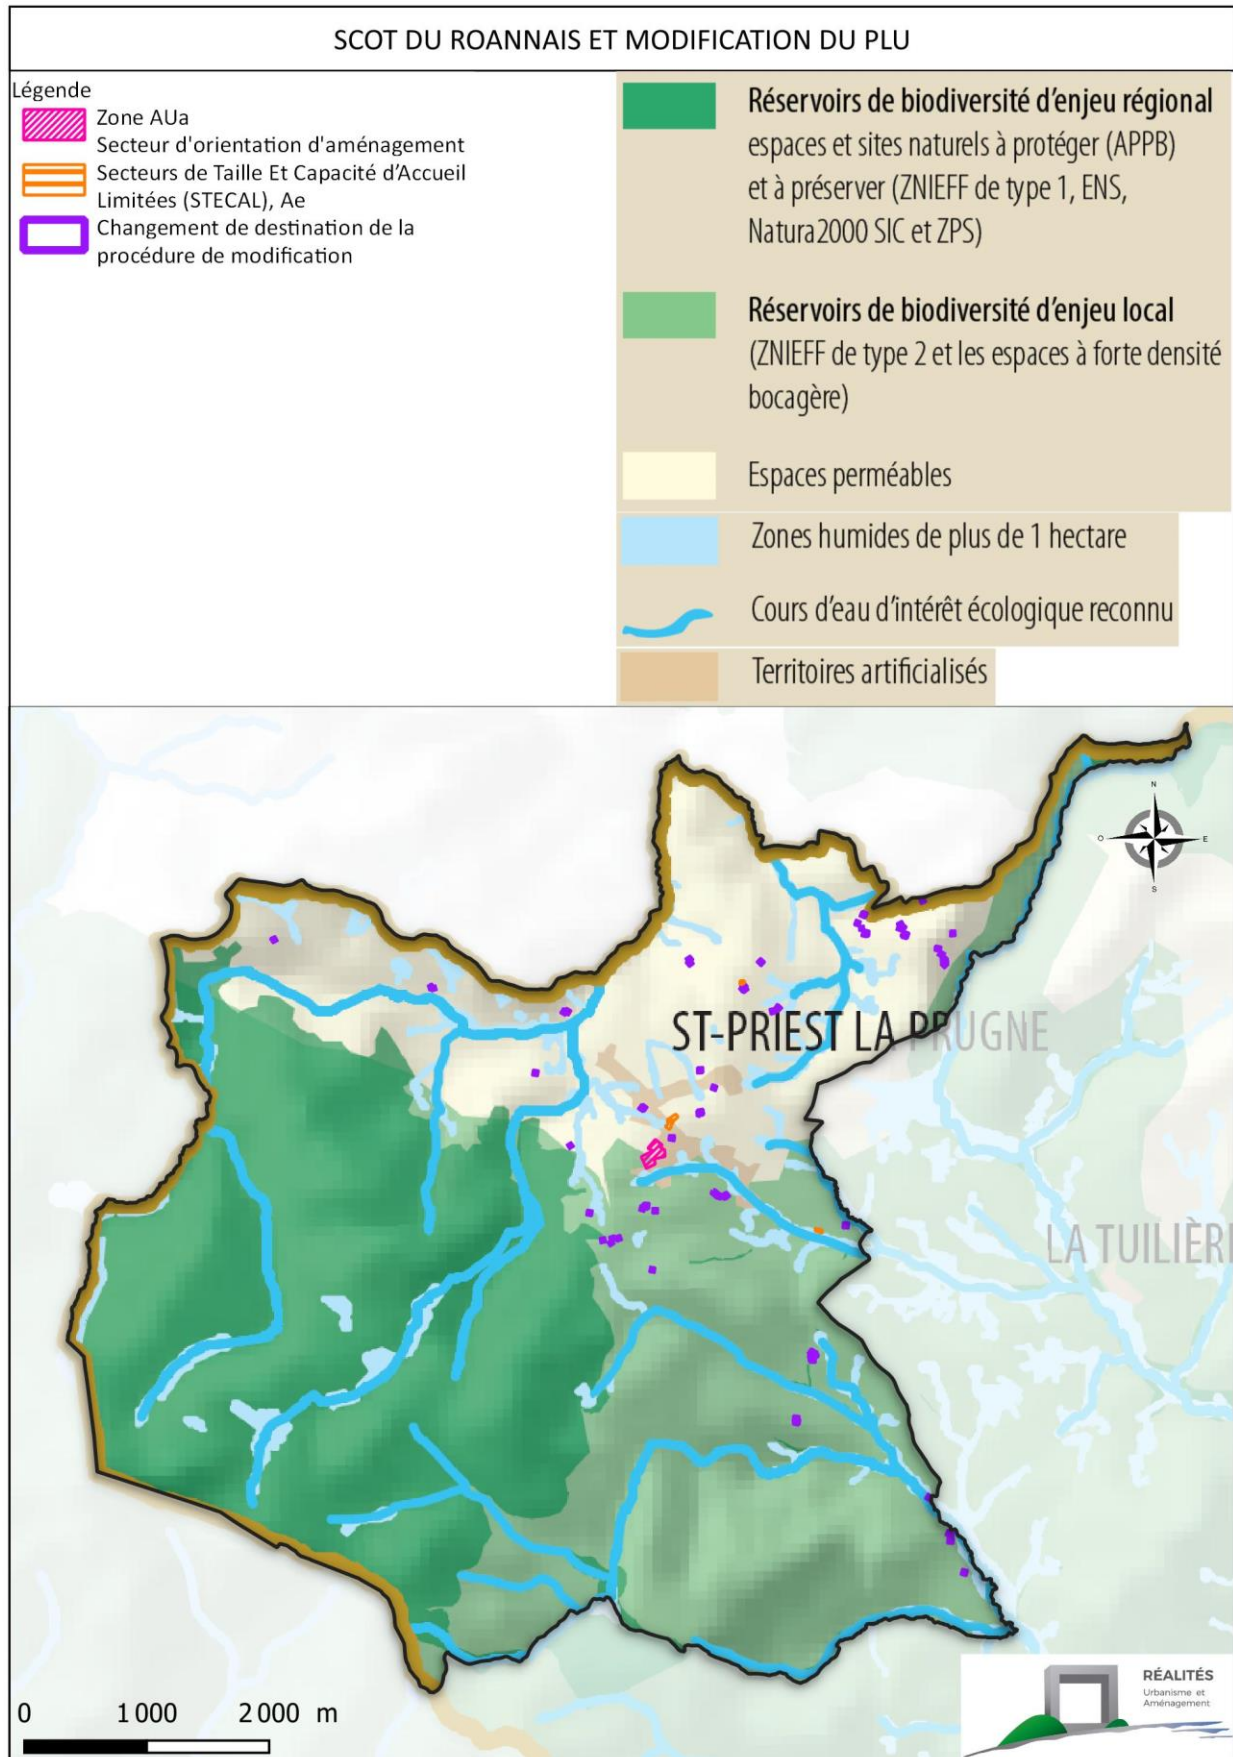 SCOT DU ROANNAIS ET MODIFICATION DU PLU
Légende
Zone AUa
Secteur d'orientation d'aménagement
Secteurs de Taille Et Capacité d'Accueil
Limitées (STECAL), Ae
Changement de destination de la
procédure de modification
Réservoirs de biodiversité d'enjeu régional
espaces et sites naturels à protéger (APPB)
et à préserver (ZNIEFF de type 1, ENS,
Natura2000 SIC et ZPS)
Réservoirs de biodiversité d'enjeu local
(ZNIEFF de type 2 et les espaces à forte densité
bocagère)
Espaces perméables
Zones humides de plus de 1 hectare
Cours d'eau d'intérêt écologique reconnu
Territoires artificialisés
N
O
E
S
ST-PRIEST LA PRUGNE
LA TUILIÈR
0 1 000 2 000 m
RÉALITÉS
Urbanisme et
Aménagement